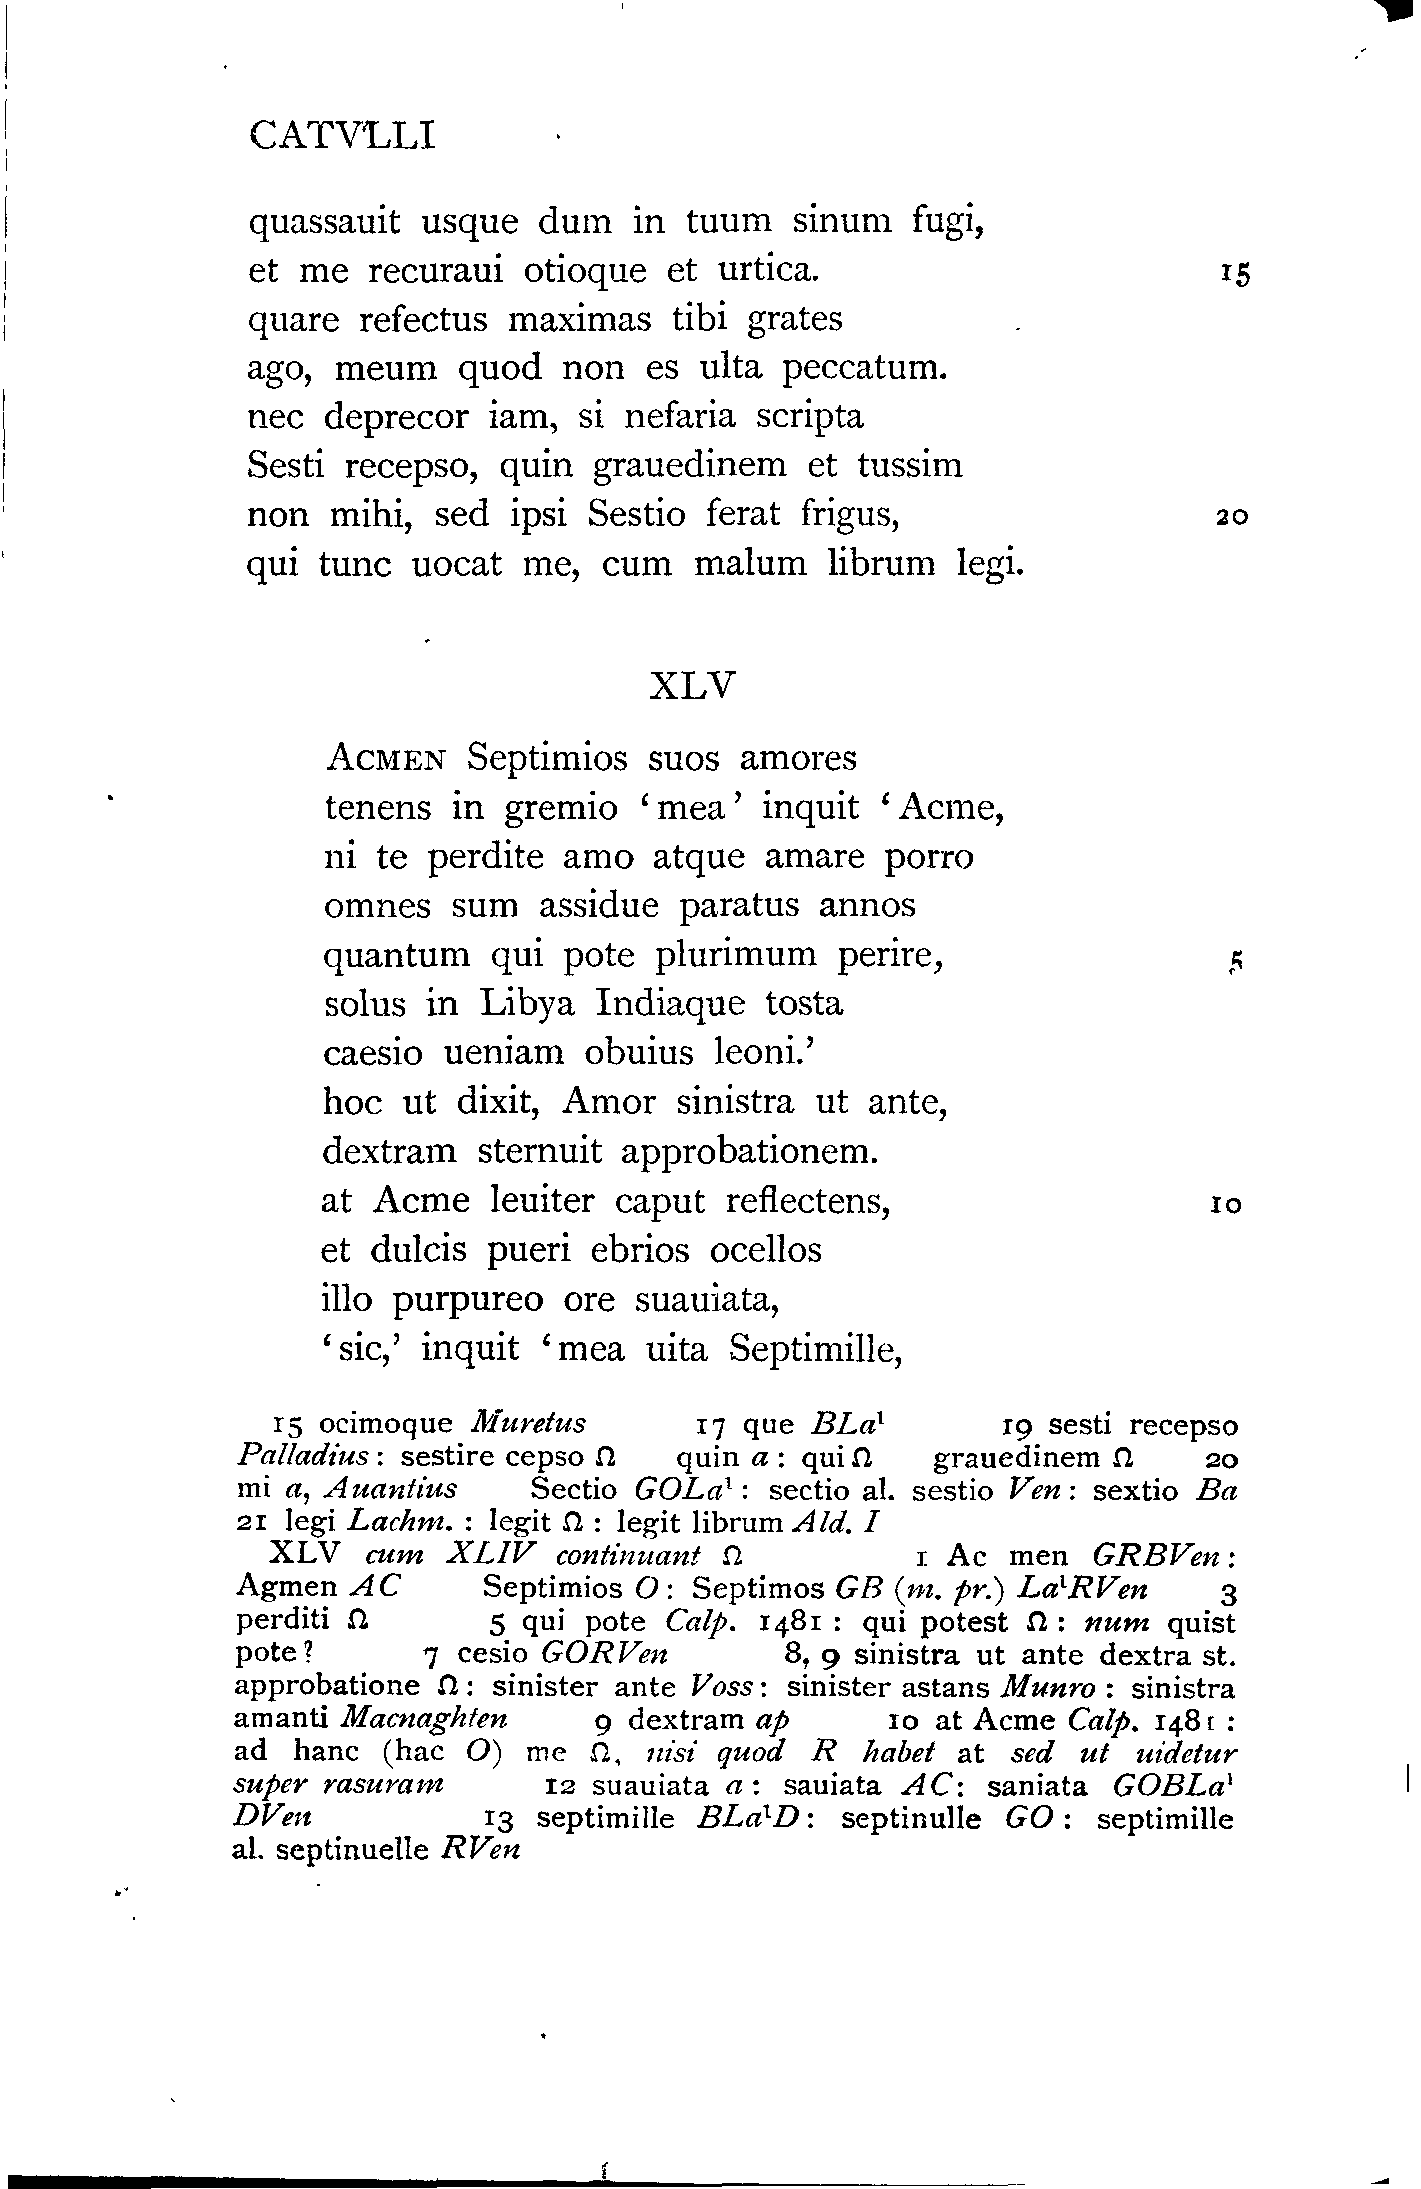 CATVLLI
quassauit usque dum in tuum sinum fugi,
et me recuraui otioque et urtica. 15
quare refectus maximas tibi grates
ago, meum quod non es ulta peccatum.
nec deprecor iam, si nefaria scripta
Sesti recepso, quin grauedinem et tussim
non mihi, sed ipsi Sestio ferat frigus, 20
qui tunc uocat me, cum malum librum legi.
XLV
ACMEN Septimios suos amores
tenens in gremio ‘mea’ inquit ‘Acme,
ni te perdite amo atque amare porro
omnes sum assidue paratus annos
quantum qui pote plurimum perire, 5
solus in Libya Indiaque tosta
caesio ueniam obuius leoni.’
hoc ut dixit, Amor sinistra ut ante,
dextram sternuit approbationem.
at Acme leuiter caput reflectens, 10
et dulcis pueri ebrios ocellos
illo purpureo ore suauiata,
‘sic,’ inquit ‘mea uita Septimille,
15 ocimoque Muretus 17 que BLa¹ 19 sesti recepso
Palladius : sestire cepso Ω quin a : qui Ω grauedinem Ω 20
mi a, Auantius Sectio GOLa¹ : sectio al. sestio Ven : sextio Ba
21 legi Lachm. : legit Ω : legit librum Ald. I
XLV cum XLIV continuant Ω 1 Ac men GRBVen :
Agmen AC Septimios O : Septimos GB (m. pr.) La¹RVen 3
perditi Ω 5 qui pote Calp. 1481 : qui potest Ω : num quist
pote? 7 cesio GORVen 8, 9 sinistra ut ante dextra st.
approbatione Ω : sinister ante Voss : sinister astans Munro : sinistra
amanti Macnaghten 9 dextram ap 10 at Acme Calp. 1481 :
ad hanc (hac O) me Ω, nisi quod R habet at sed ut uidetur
super rasuram 12 suauiata a : sauiata AC : saniata GOBLa¹
DVen 13 septimille BLa¹D : septinulle GO : septimille
al. septinuelle RVen